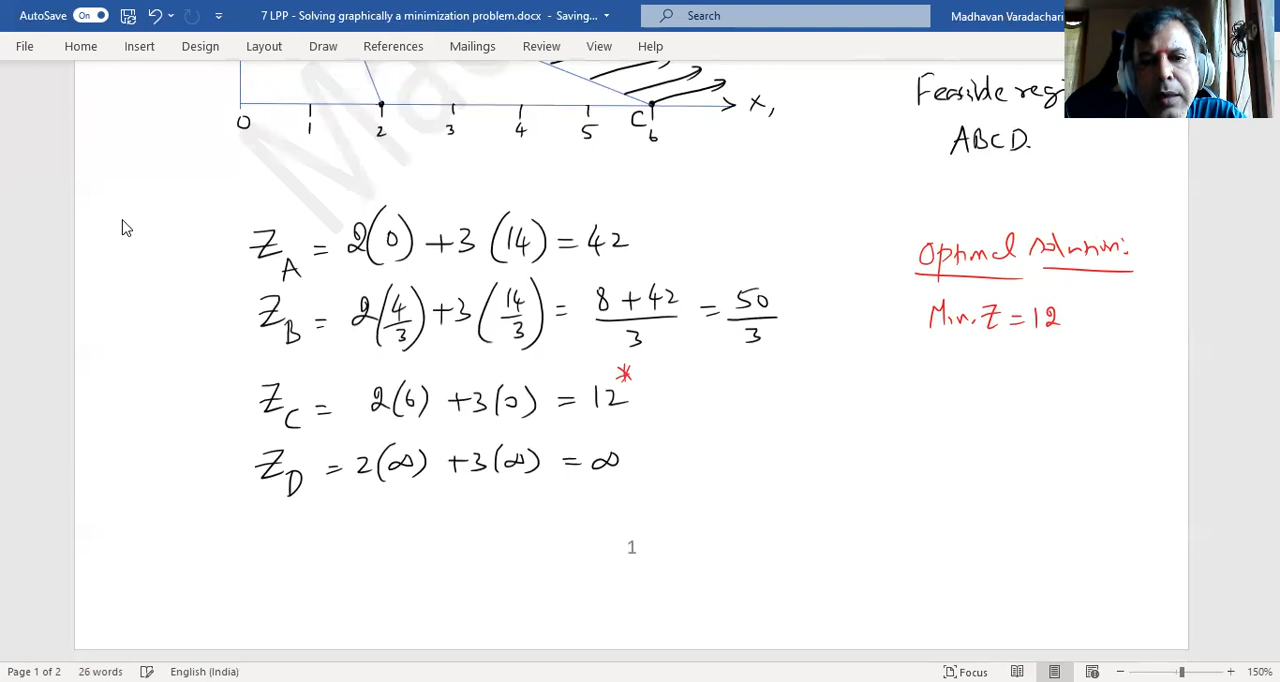 AutoSave On 7 LPP - Solving graphically a minimization problem.docx - Saving... Search Madhavan Varadachari
File Home Insert Design Layout References Mailings Review View Help
Feasible reg
ABCD.
0 1 2 3 4 5 C 6 x,
Z_A = 2(0) + 3(14) = 42
Z_B = 2(4/3) + 3(14/3) = (8 + 42)/3 = 50/3
Z_C = 2(6) + 3(0) = 12*
Z_D = 2(∞) + 3(∞) = ∞
Optimal solution:
Min. Z = 12
1
Page 1 of 2 26 words English (India) Focus 150%